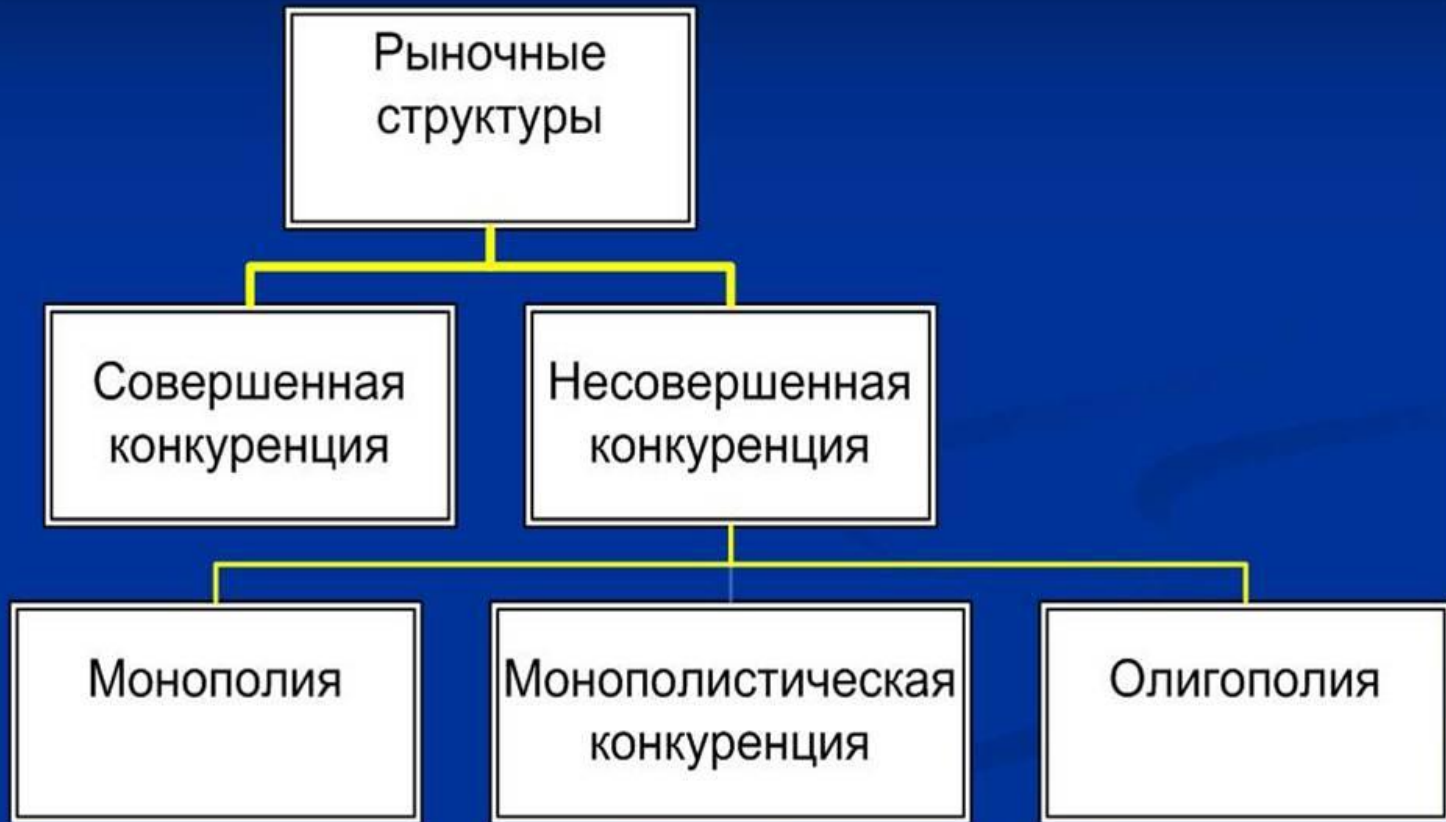 Рыночные
структуры
Совершенная
конкуренция
Несовершенная
конкуренция
Монополия
Монополистическая
конкуренция
Олигополия